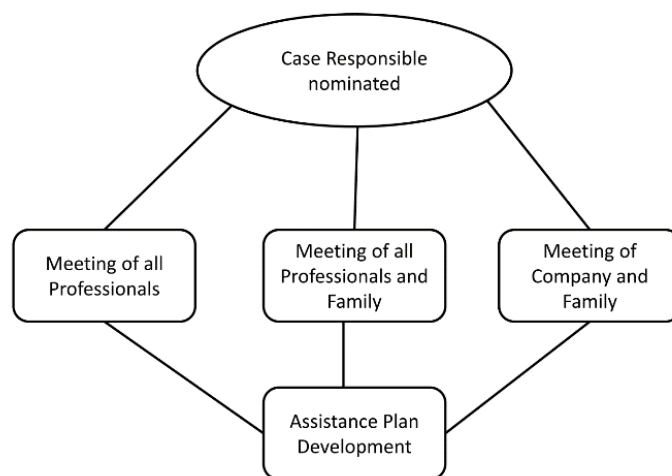 Case Responsible
nominated
Meeting of all
Professionals
Meeting of all
Professionals and
Family
Meeting of
Company and
Family
Assistance Plan
Development